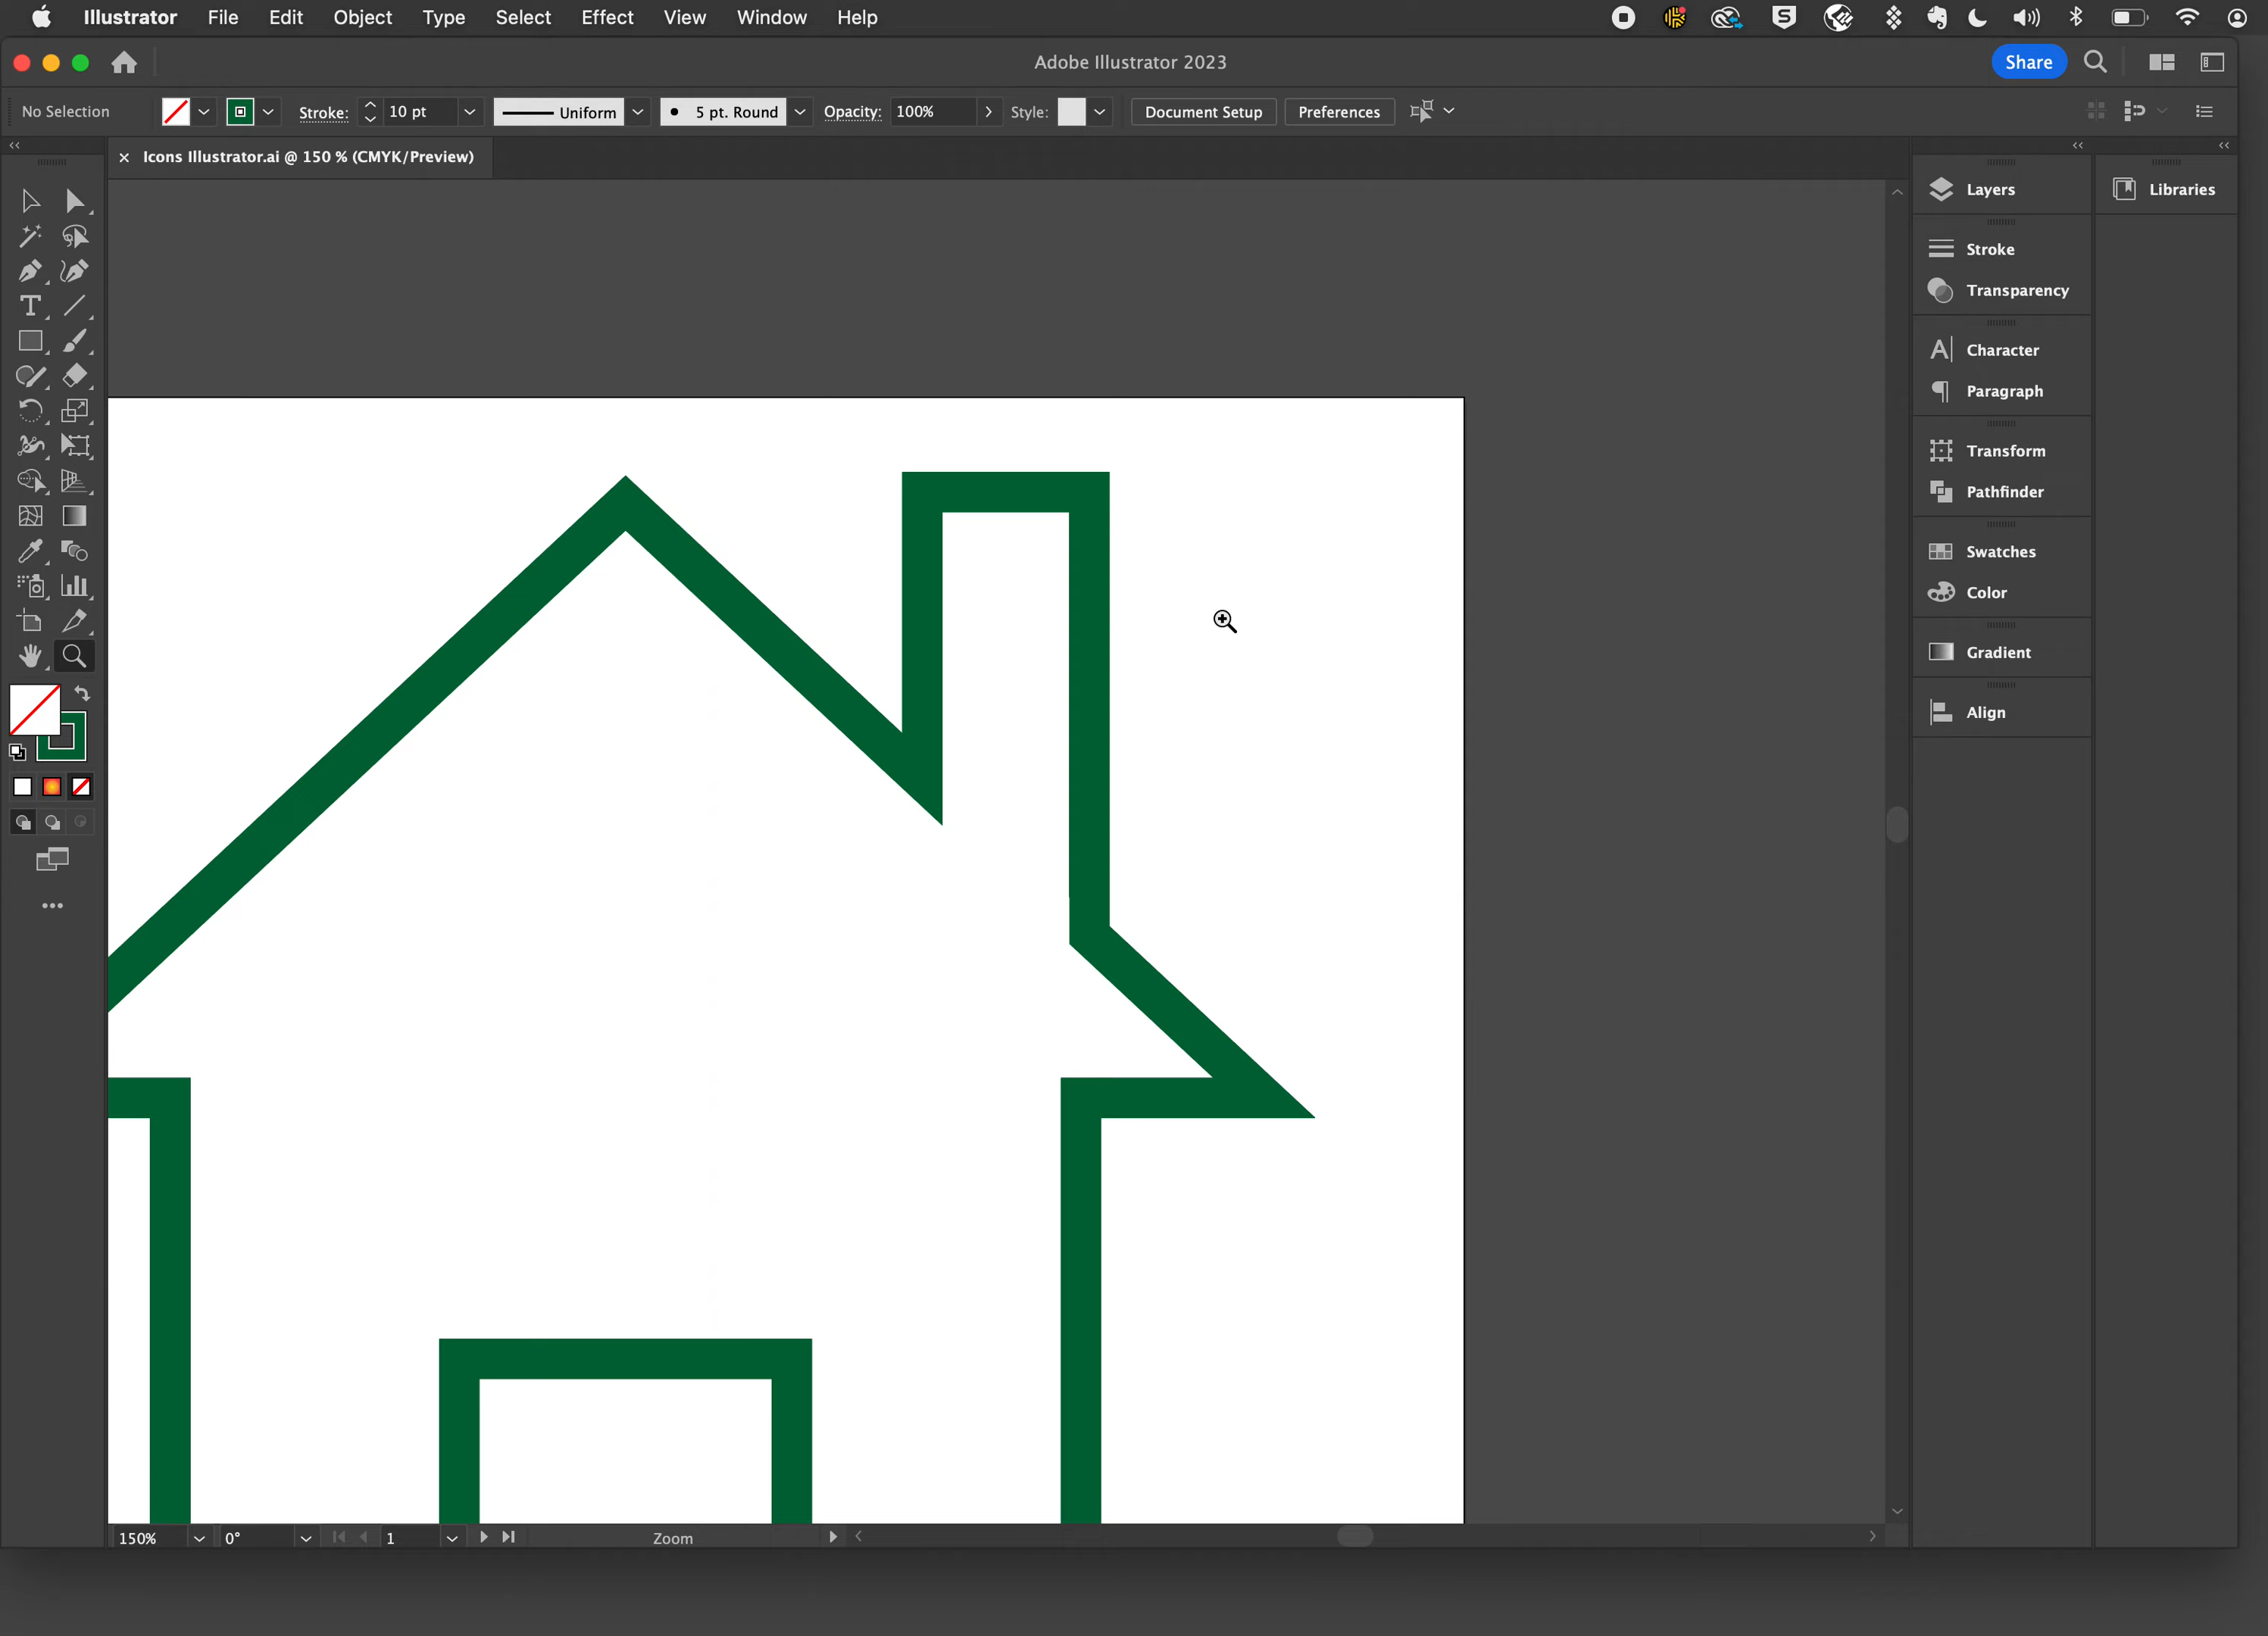 Illustrator File Edit Object Type Select Effect View Window Help
Adobe Illustrator 2023
Share
No Selection
Stroke: 10 pt
Uniform
5 pt. Round
Opacity: 100%
Style:
Document Setup
Preferences
Icons Illustrator.ai @ 150 % (CMYK/Preview)
Layers
Libraries
Stroke
Transparency
Character
Paragraph
Transform
Pathfinder
Swatches
Color
Gradient
Align
150% 0° 1 Zoom